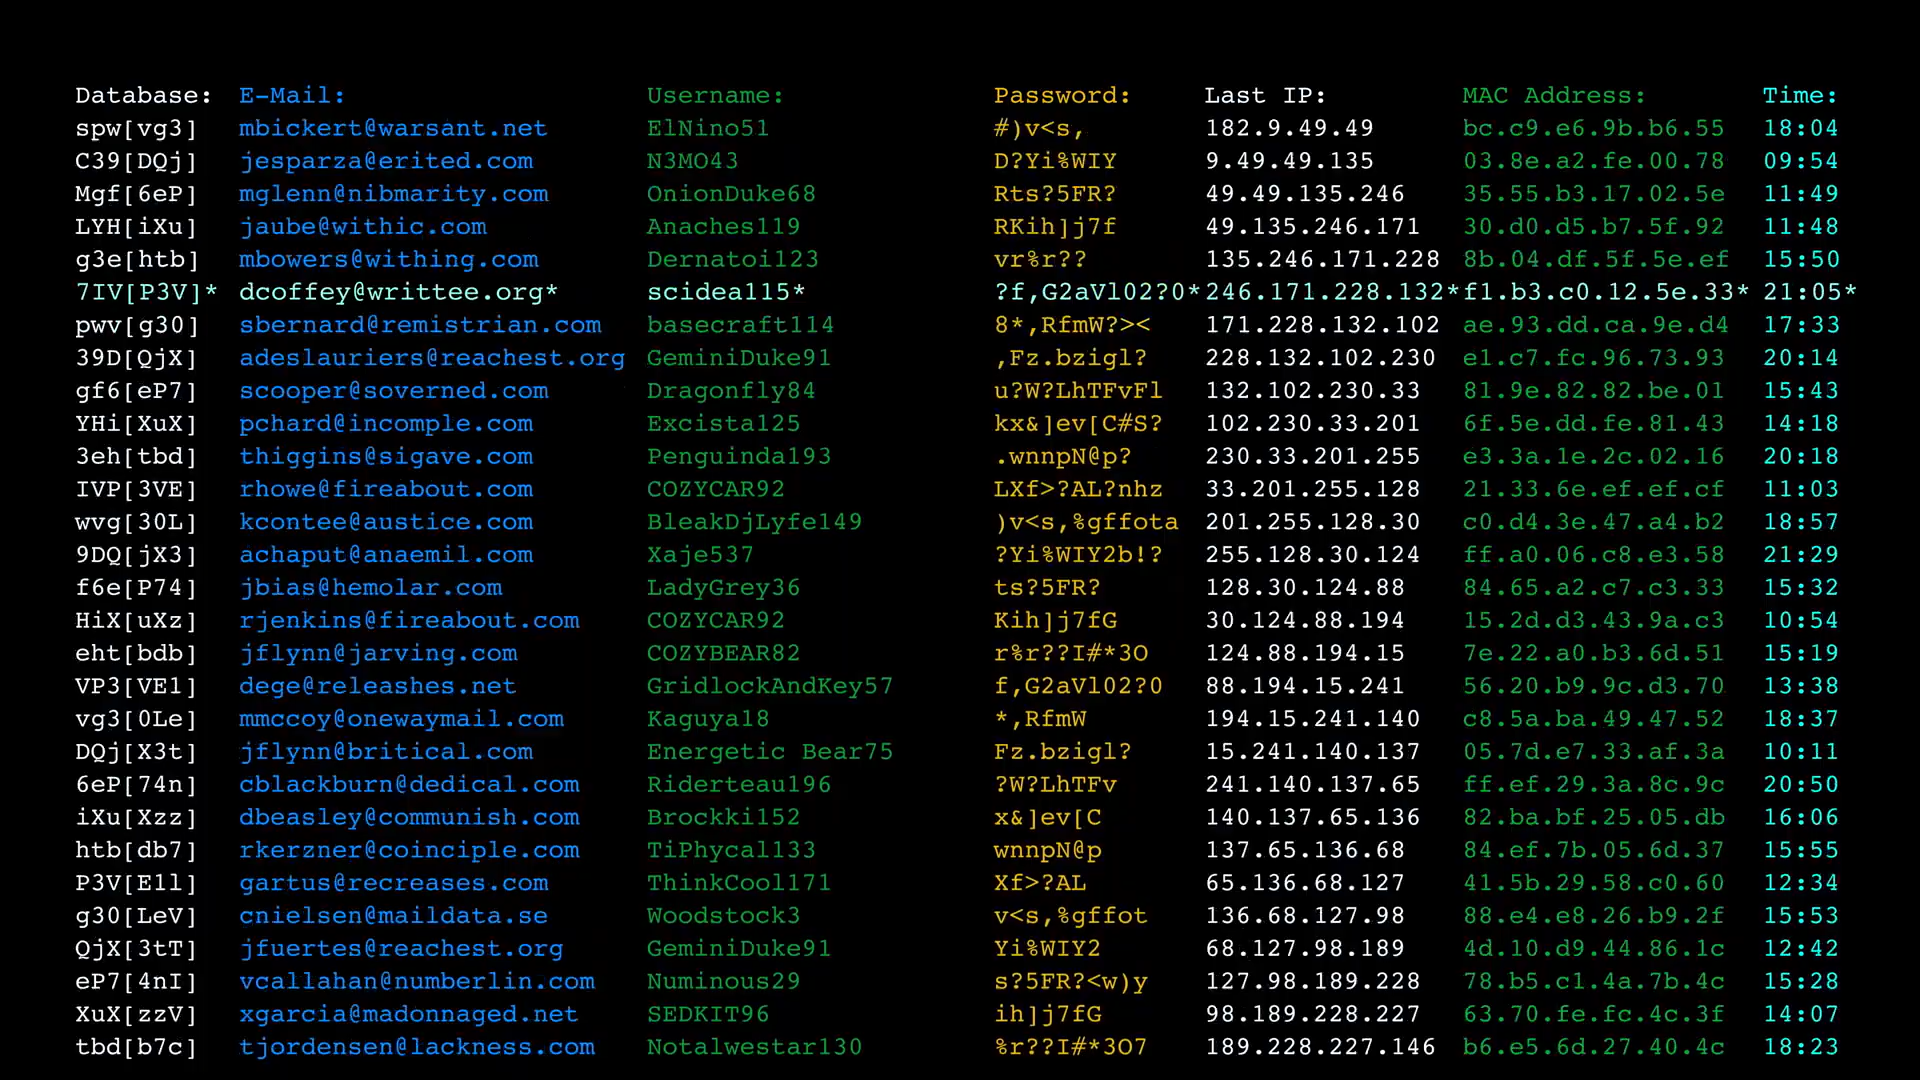 Database: E-Mail: Username: Password: Last IP: MAC Address: Time:
spw[vg3] mbickert@warsant.net ElNino51 #)v<s, 182.9.49.49 bc.c9.e6.9b.b6.55 18:04
C39[DQj] jesparza@erited.com N3MO43 D?Yi%WIY 9.49.49.135 03.8e.a2.fe.00.78 09:54
Mgf[6eP] mglenn@nibmarity.com OnionDuke68 Rts?5FR? 49.49.135.246 35.55.b3.17.02.5e 11:49
LYH[iXu] jaube@withic.com Anaches119 RKih]j7f 49.135.246.171 30.d0.d5.b7.5f.92 11:48
g3e[htb] mbowers@withing.com Dernatoi123 vr%r?? 135.246.171.228 8b.04.df.5f.5e.ef 15:50
7IV[P3V]* dcoffey@writtee.org* scidea115* ?f,G2aVl02?0* 246.171.228.132* f1.b3.c0.12.5e.33* 21:05*
pwv[g30] sbernard@remistrian.com basecraft114 8*,RfmW?>< 171.228.132.102 ae.93.dd.ca.9e.d4 17:33
39D[QjX] adeslauriers@reachest.org GeminiDuke91 ,Fz.bzigl? 228.132.102.230 e1.c7.fc.96.73.93 20:14
gf6[eP7] scooper@soverned.com Dragonfly84 u?W?LhTFvFl 132.102.230.33 81.9e.82.82.be.01 15:43
YHi[XuX] pchard@incomple.com Excista125 kx&]ev[C#S? 102.230.33.201 6f.5e.dd.fe.81.43 14:18
3eh[tbd] thiggins@sigave.com Penguinda193 .wnnpN@p? 230.33.201.255 e3.3a.1e.2c.02.16 20:18
IVP[3VE] rhowe@fireabout.com COZYCAR92 LXf>?AL?nhz 33.201.255.128 21.33.6e.ef.ef.cf 11:03
wvg[30L] kcontee@austice.com BleakDjLyfe149 )v<s,%gffota 201.255.128.30 c0.d4.3e.47.a4.b2 18:57
9DQ[jX3] achaput@anaemil.com Xaje537 ?Yi%WIY2b!? 255.128.30.124 ff.a0.06.c8.e3.58 21:29
f6e[P74] jbias@hemolar.com LadyGrey36 ts?5FR? 128.30.124.88 84.65.a2.c7.c3.33 15:32
HiX[uXz] rjenkins@fireabout.com COZYCAR92 Kih]j7fG 30.124.88.194 15.2d.d3.43.9a.c3 10:54
eht[bdb] jflynn@jarving.com COZYBEAR82 r%r??I#*3O 124.88.194.15 7e.22.a0.b3.6d.51 15:19
VP3[VE1] dege@releashes.net GridlockAndKey57 f,G2aVl02?0 88.194.15.241 56.20.b9.9c.d3.70 13:38
vg3[0Le] mmccoy@onewaymail.com Kaguya18 *,RfmW 194.15.241.140 c8.5a.ba.49.47.52 18:37
DQj[X3t] jflynn@britical.com Energetic Bear75 Fz.bzigl? 15.241.140.137 05.7d.e7.33.af.3a 10:11
6eP[74n] cblackburn@dedical.com Riderteau196 ?W?LhTFv 241.140.137.65 ff.ef.29.3a.8c.9c 20:50
iXu[Xzz] dbeasley@communish.com Brockki152 x&]ev[C 140.137.65.136 82.ba.bf.25.05.db 16:06
htb[db7] rkerzner@coinciple.com TiPhycal133 wnnpN@p 137.65.136.68 84.ef.7b.05.6d.37 15:55
P3V[E1l] gartus@recreases.com ThinkCool171 Xf>?AL 65.136.68.127 41.5b.29.58.c0.60 12:34
g30[LeV] cnielsen@maildata.se Woodstock3 v<s,%gffot 136.68.127.98 88.e4.e8.26.b9.2f 15:53
QjX[3tT] jfuertes@reachest.org GeminiDuke91 Yi%WIY2 68.127.98.189 4d.10.d9.44.86.1c 12:42
eP7[4nI] vcallahan@numberlin.com Numinous29 s?5FR?<w)y 127.98.189.228 78.b5.c1.4a.7b.4c 15:28
XuX[zzV] xgarcia@madonnaged.net SEDKIT96 ih]j7fG 98.189.228.227 63.70.fe.fc.4c.3f 14:07
tbd[b7c] tjordensen@lackness.com Notalwestar130 %r??I#*3O7 189.228.227.146 b6.e5.6d.27.40.4c 18:23